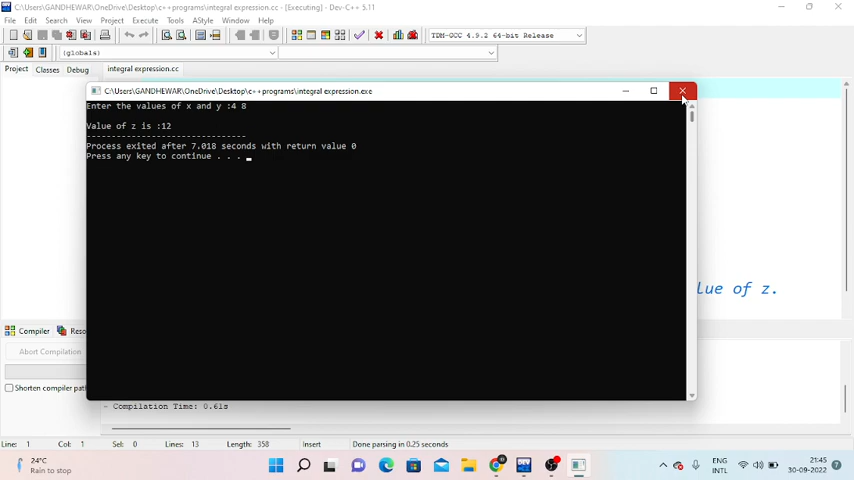 C:\Users\GANDHEWAR\OneDrive\Desktop\c++programs\integral expression.cc - [Executing] - Dev-C++ 5.11
File Edit Search View Project Execute Tools AStyle Window Help
TDM-GCC 4.9.2 64-bit Release
(globals)
Project Classes Debug integral expression.cc
C:\Users\GANDHEWAR\OneDrive\Desktop\c++programs\integral expression.exe
Enter the values of x and y :4 8
Value of z is :12
--------------------------------
Process exited after 7.018 seconds with return value 0
Press any key to continue . . .
lue of z.
Compiler Reso
Abort Compilation
Shorten compiler path
- Compilation Time: 0.61s
Line: 1 Col: 1 Sel: 0 Lines: 13 Length: 358 Insert Done parsing in 0.25 seconds
24°C
Rain to stop
ENG
INTL
21:45
30-09-2022